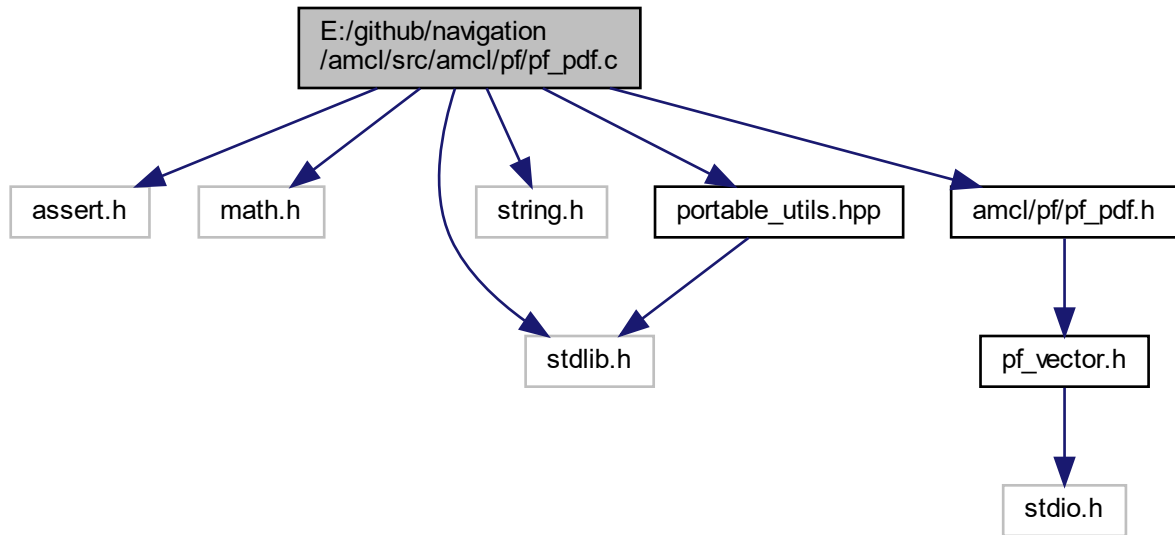 E:/github/navigation
/amcl/src/amcl/pf/pf_pdf.c
assert.h
math.h
string.h
portable_utils.hpp
amcl/pf/pf_pdf.h
stdlib.h
pf_vector.h
stdio.h